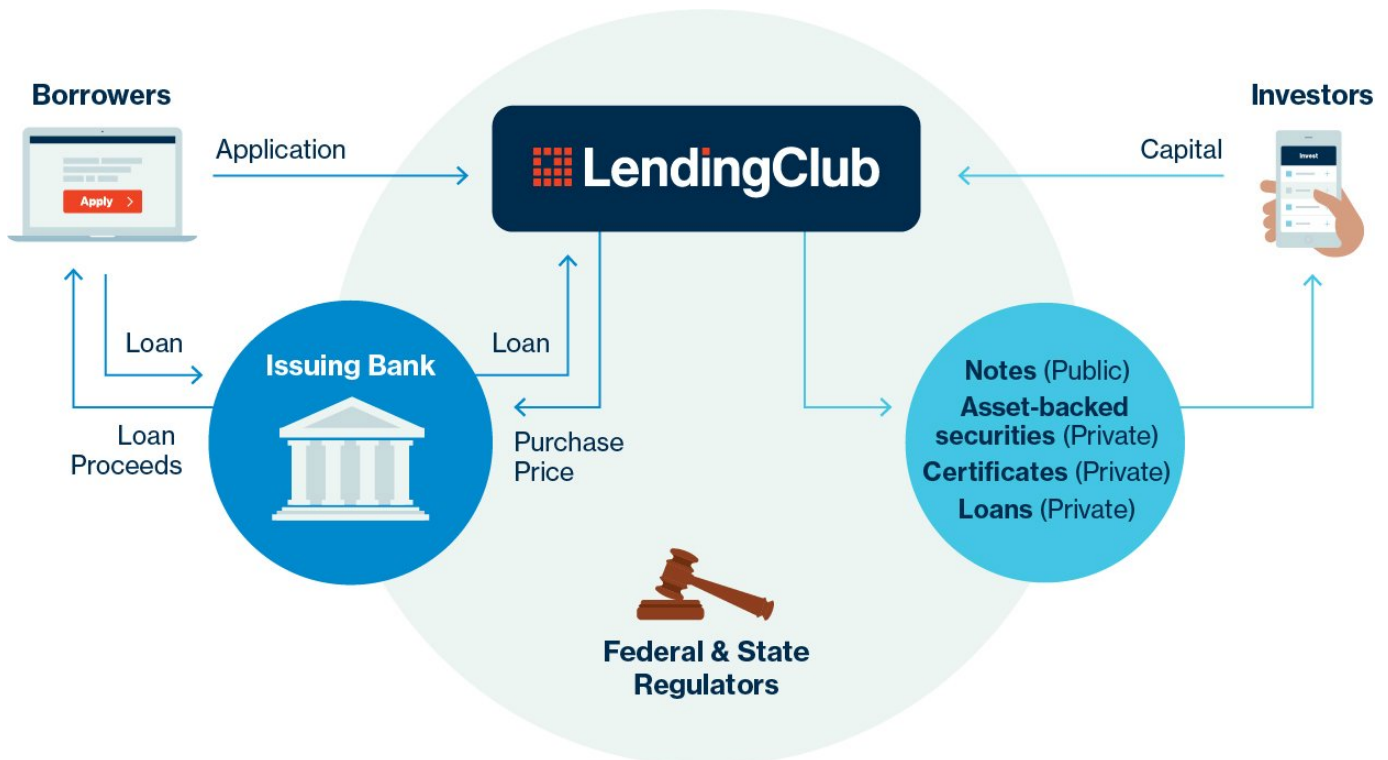 Borrowers
Apply
Application
LendingClub
Capital
Investors
Invest
Loan
Loan
Proceeds
Issuing Bank
Loan
Purchase
Price
Notes (Public)
Asset-backed
securities (Private)
Certificates (Private)
Loans (Private)
Federal & State
Regulators